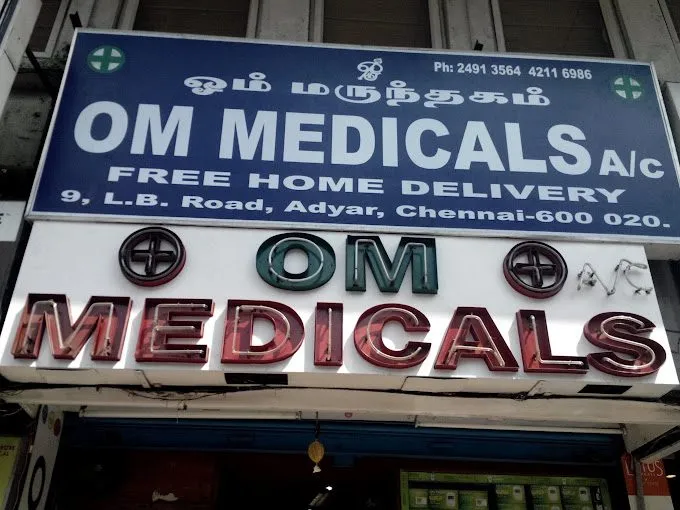 ௐ
Ph: 2491 3564 4211 6986
ஓம் மருந்தகம்
OM MEDICALS A/c
FREE HOME DELIVERY
9, L.B. Road, Adyar, Chennai-600 020.
OM A/C
MEDICALS